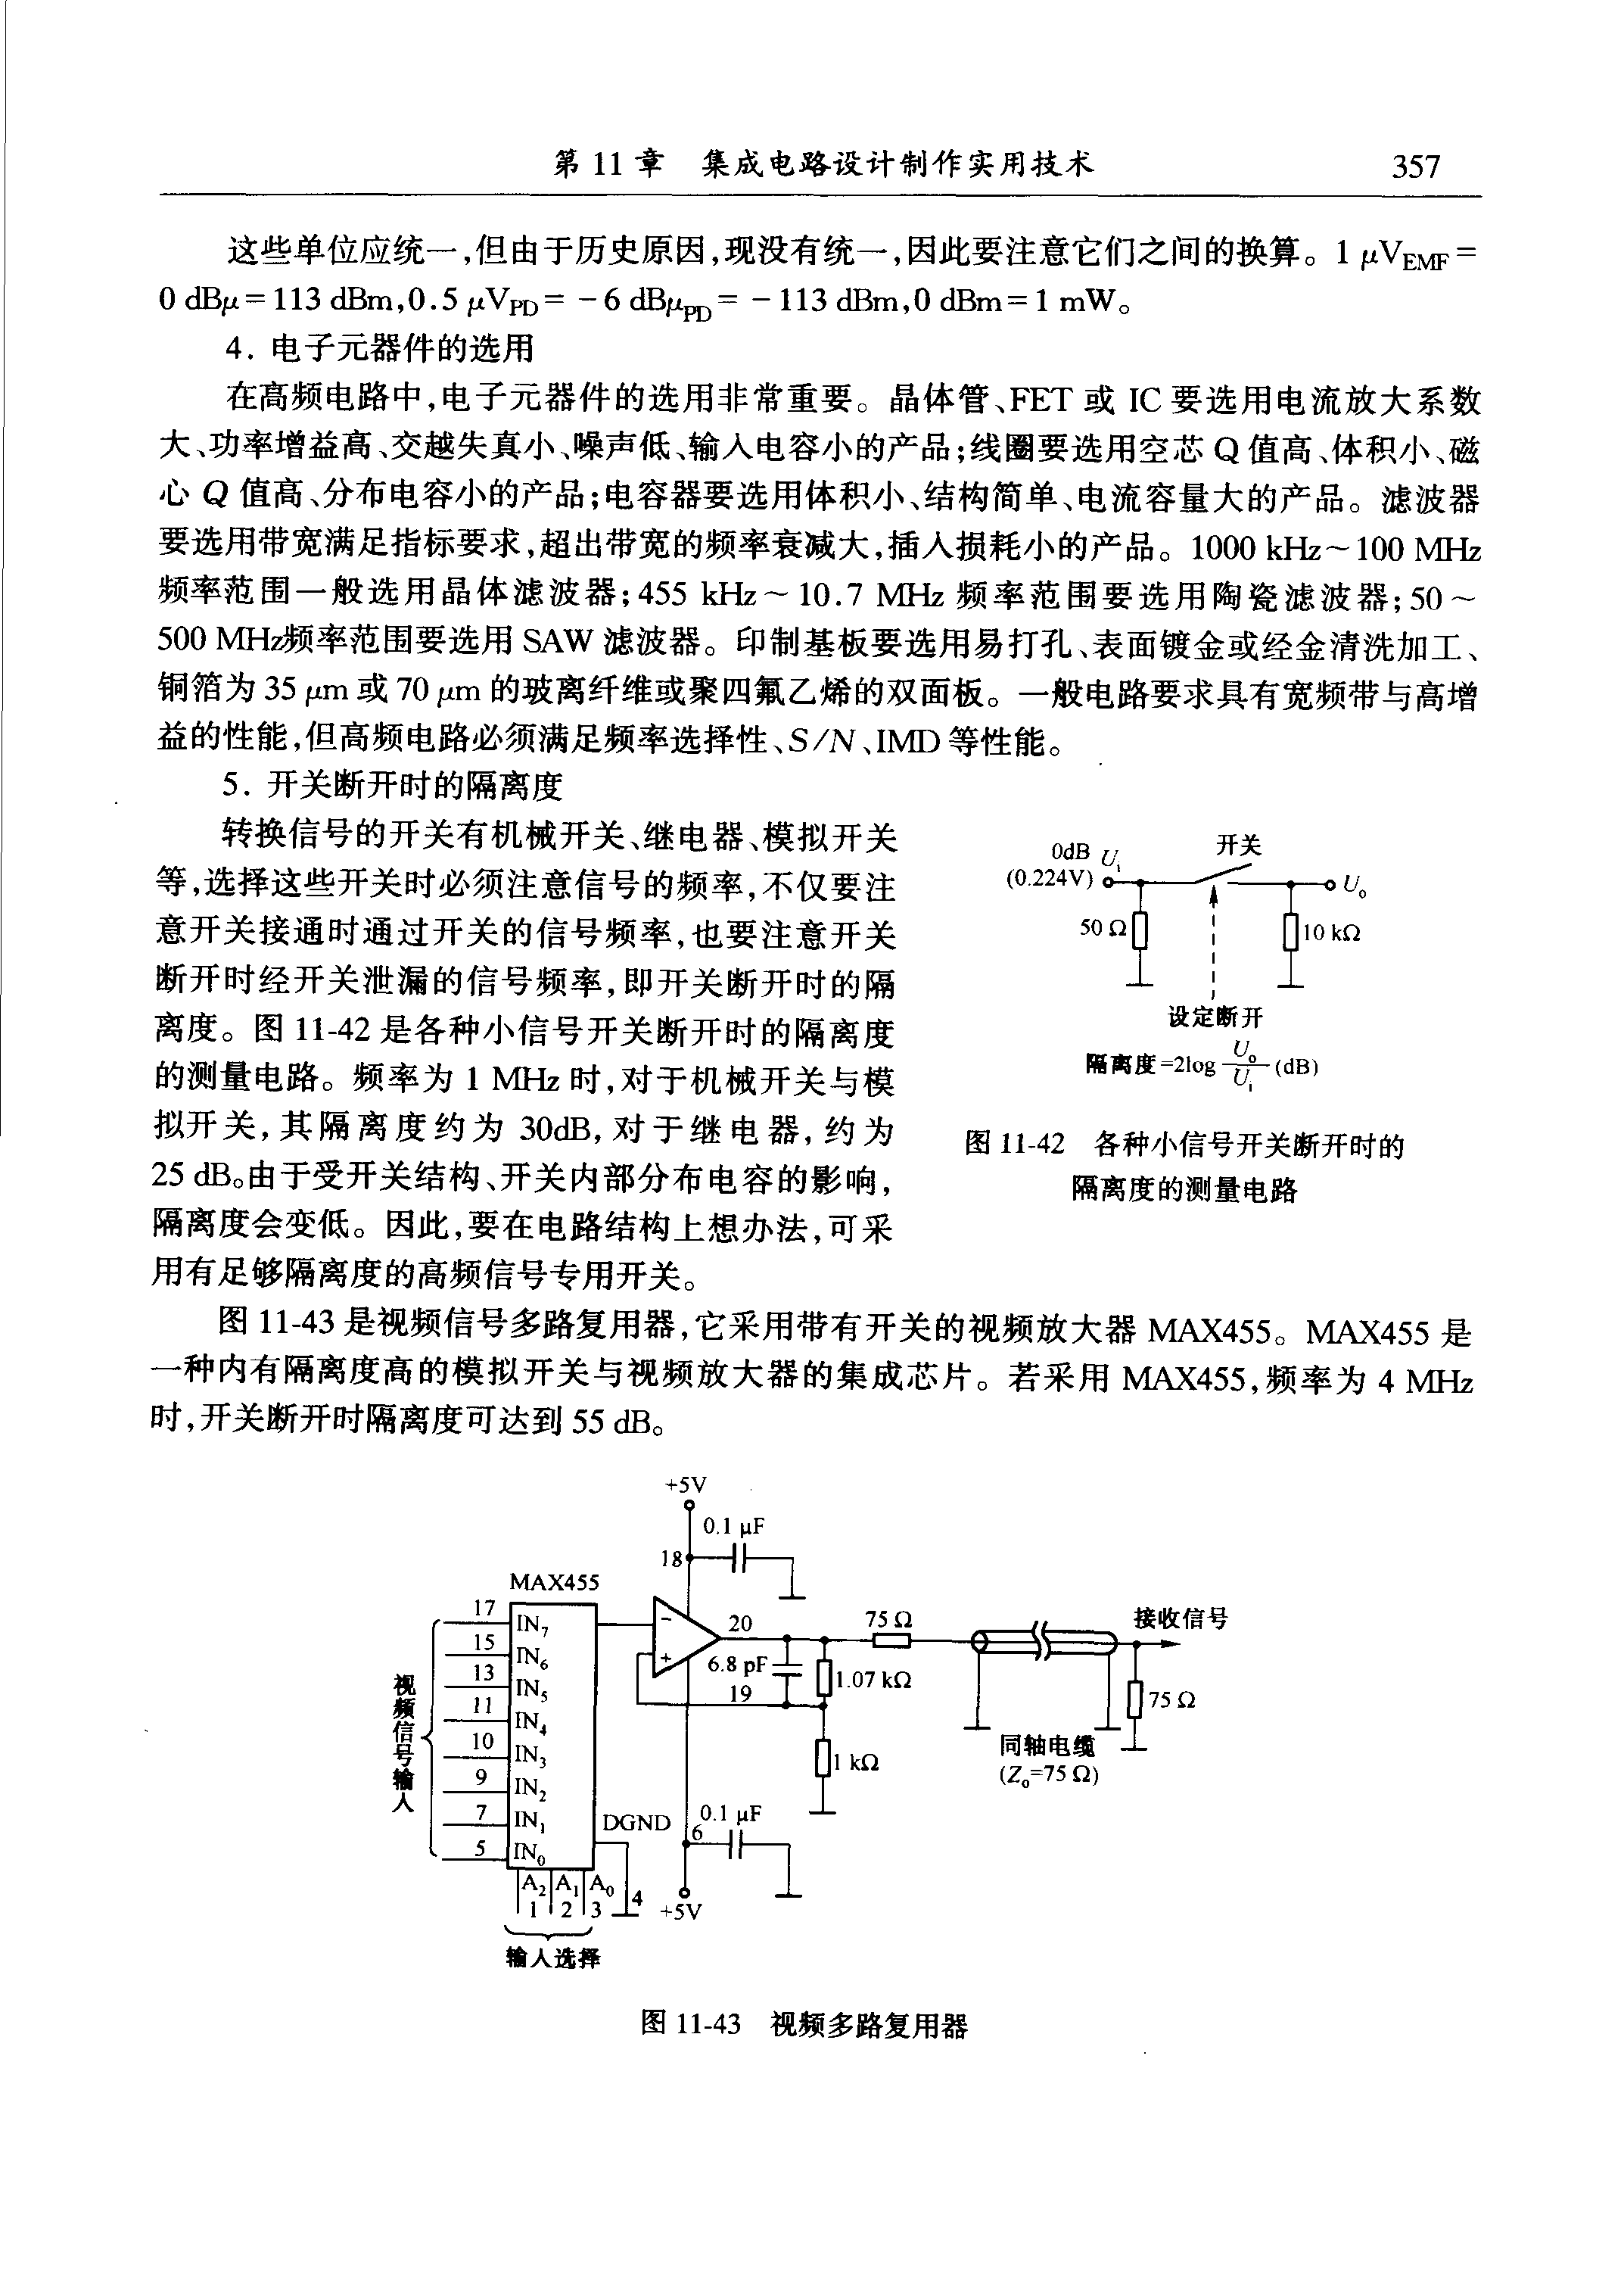 第 11 章　集成电路设计制作实用技术　357
这些单位应统一,但由于历史原因,现没有统一,因此要注意它们之间的换算。1 μVEMF =
0 dBμ = 113 dBm,0.5 μVPD = －6 dBμPD = －113 dBm,0 dBm = 1 mW。
4. 电子元器件的选用
在高频电路中,电子元器件的选用非常重要。晶体管、FET 或 IC 要选用电流放大系数
大、功率增益高、交越失真小、噪声低、输入电容小的产品;线圈要选用空芯 Q 值高、体积小、磁
心 Q 值高、分布电容小的产品;电容器要选用体积小、结构简单、电流容量大的产品。滤波器
要选用带宽满足指标要求,超出带宽的频率衰减大,插入损耗小的产品。1000 kHz～100 MHz
频率范围一般选用晶体滤波器;455 kHz～10.7 MHz 频率范围要选用陶瓷滤波器;50～
500 MHz频率范围要选用 SAW 滤波器。印制基板要选用易打孔、表面镀金或经金清洗加工、
铜箔为 35 μm 或 70 μm 的玻离纤维或聚四氟乙烯的双面板。一般电路要求具有宽频带与高增
益的性能,但高频电路必须满足频率选择性、S/N、IMD 等性能。
5. 开关断开时的隔离度
转换信号的开关有机械开关、继电器、模拟开关
等,选择这些开关时必须注意信号的频率,不仅要注
意开关接通时通过开关的信号频率,也要注意开关
断开时经开关泄漏的信号频率,即开关断开时的隔
离度。图 11-42 是各种小信号开关断开时的隔离度
的测量电路。频率为 1 MHz 时,对于机械开关与模
拟开关,其隔离度约为 30dB,对于继电器,约为
25 dB。由于受开关结构、开关内部分布电容的影响,
隔离度会变低。因此,要在电路结构上想办法,可采
用有足够隔离度的高频信号专用开关。
0dB Ui
(0.224V)
开关
Uo
50 Ω
10 kΩ
设定断开
隔离度=2log Uo/Ui (dB)
图 11-42　各种小信号开关断开时的
隔离度的测量电路
图 11-43 是视频信号多路复用器,它采用带有开关的视频放大器 MAX455。MAX455 是
一种内有隔离度高的模拟开关与视频放大器的集成芯片。若采用 MAX455,频率为 4 MHz
时,开关断开时隔离度可达到 55 dB。
+5V
0.1 μF
18
MAX455
17 IN7
15 IN6
13 IN5
11 IN4
10 IN3
9 IN2
7 IN1
5 IN0
视频信号输入
−
+
20
6.8 pF
19
75 Ω
1.07 kΩ
1 kΩ
接收信号
75 Ω
同轴电缆
(Zo=75 Ω)
DGND
0.1 μF
6
A2 A1 A0
1 2 3 4
+5V
输入选择
图 11-43　视频多路复用器